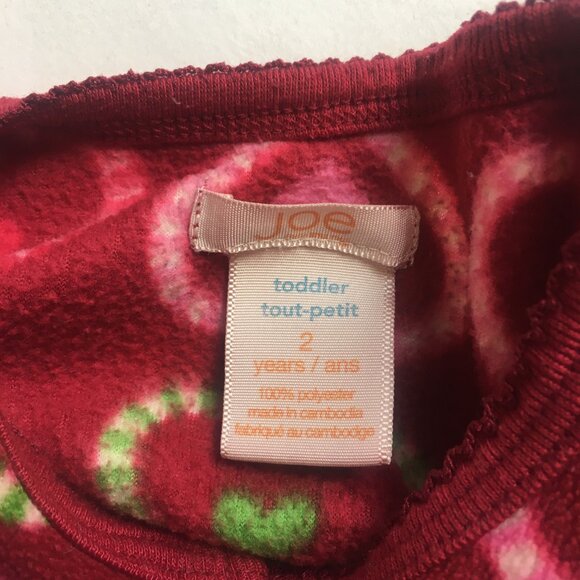 Joe
toddler
tout-petit
2
years / ans
100% polyester
made in cambodia
fabriqué au cambodge